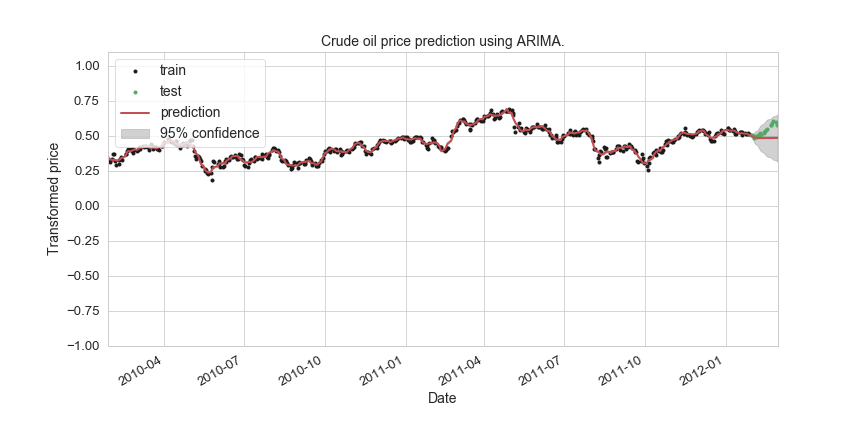 Crude oil price prediction using ARIMA.
train
test
prediction
95% confidence
1.00
0.75
0.50
0.25
0.00
−0.25
−0.50
−0.75
−1.00
Transformed price
2010-04
2010-07
2010-10
2011-01
2011-04
2011-07
2011-10
2012-01
Date